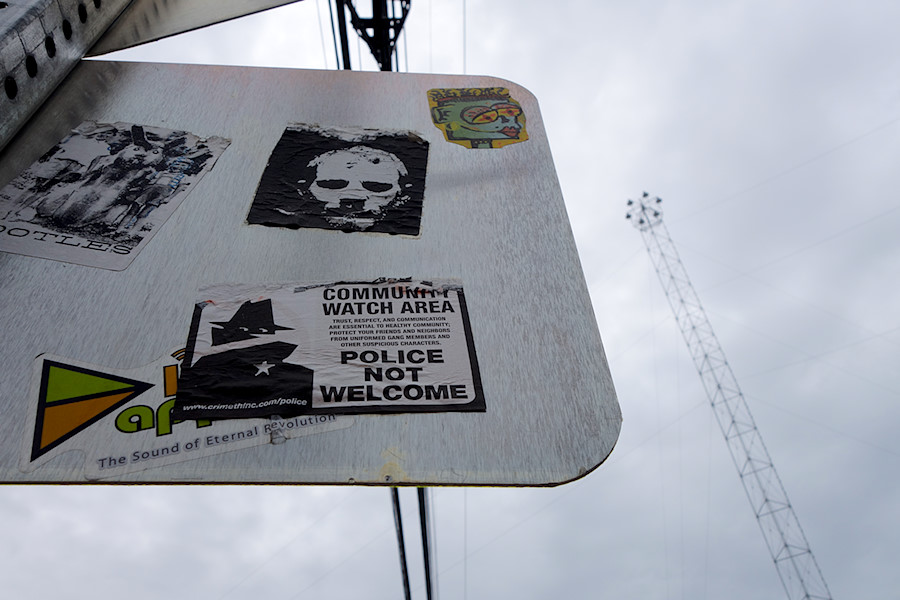 OOTLES
COMMUNITY
WATCH AREA
TRUST, RESPECT, AND COMMUNICATION
ARE ESSENTIAL TO HEALTHY COMMUNITY;
PROTECT YOUR FRIENDS AND NEIGHBORS
FROM UNIFORMED GANG MEMBERS AND
OTHER SUSPICIOUS CHARACTERS.
POLICE
NOT
WELCOME
www.crimethinc.com/police
The Sound of Eternal Revolution